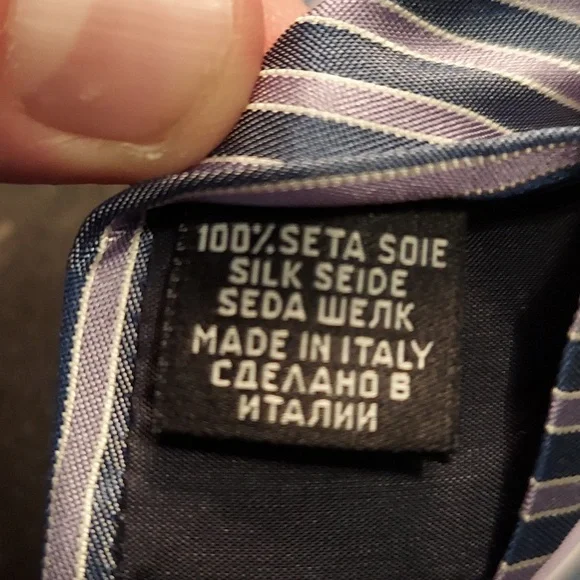 100% SETA SOIE
SILK SEIDE
SEDA ШЕЛК
MADE IN ITALY
СДЕЛАНО В
ИТАЛИИ